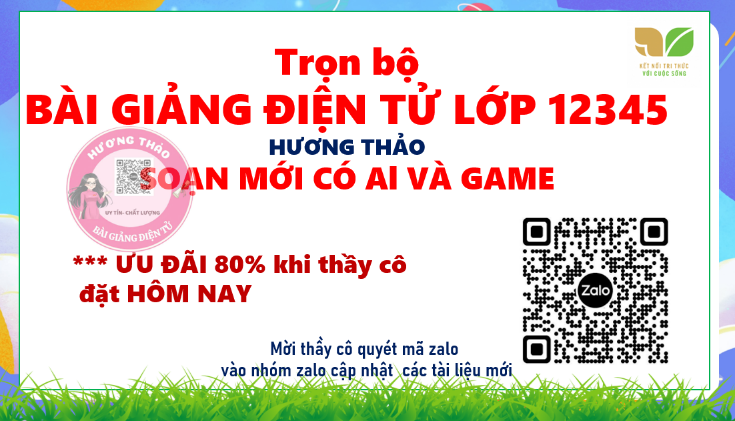 Trọn bộ
KẾT NỐI TRI THỨC
VỚI CUỘC SỐNG
BÀI GIẢNG ĐIỆN TỬ LỚP 12345
HƯƠNG THẢO
SOẠN MỚI CÓ AI VÀ GAME
HƯƠNG THẢO
UY TÍN-CHẤT LƯỢNG
BÀI GIẢNG ĐIỆN TỬ
*** ƯU ĐÃI 80% khi thầy cô
đặt HÔM NAY
Zalo
Mời thầy cô quyét mã zalo
vào nhóm zalo cập nhật các tài liệu mới